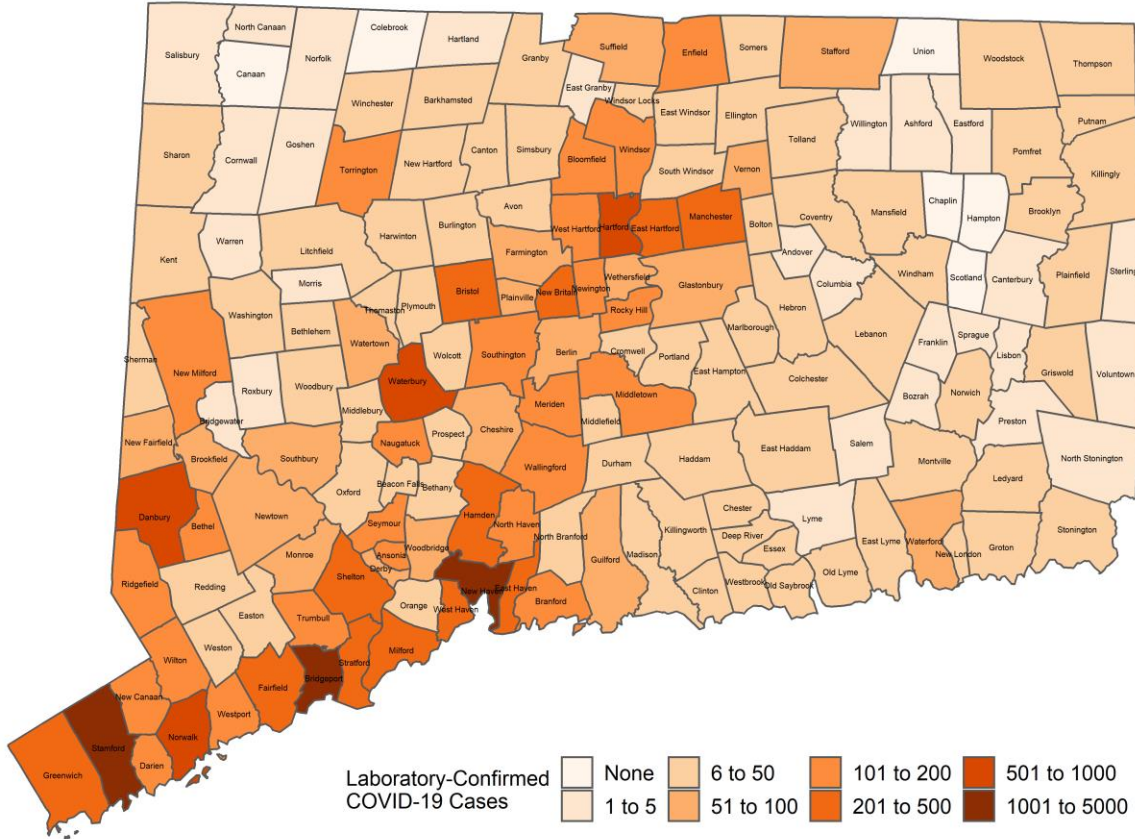 Colebrook
North Canaan
Hartland
Salisbury
Norfolk
Canaan
Suffield
Enfield
Somers
Stafford
Union
Woodstock
Thompson
Granby
East Granby
Windsor Locks
Winchester
Barkhamsted
East Windsor
Ellington
Willington
Ashford
Eastford
Putnam
Sharon
Cornwall
Goshen
Torrington
New Hartford
Canton
Simsbury
Bloomfield
Windsor
South Windsor
Vernon
Tolland
Pomfret
Killingly
Avon
Burlington
Harwinton
West Hartford
Hartford
East Hartford
Manchester
Bolton
Coventry
Mansfield
Chaplin
Hampton
Brooklyn
Kent
Warren
Litchfield
Farmington
Andover
Morris
Bristol
Plainville
New Britain
Newington
Wethersfield
Glastonbury
Hebron
Columbia
Windham
Scotland
Canterbury
Plainfield
Sterling
Washington
Bethlehem
Thomaston
Plymouth
Watertown
Rocky Hill
Marlborough
Lebanon
Franklin
Sprague
Lisbon
Sherman
New Milford
Roxbury
Woodbury
Waterbury
Wolcott
Southington
Berlin
Cromwell
Portland
East Hampton
Colchester
Bozrah
Norwich
Griswold
Voluntown
Bridgewater
Middlebury
Naugatuck
Prospect
Cheshire
Meriden
Middletown
Middlefield
Preston
New Fairfield
Brookfield
Southbury
Oxford
Beacon Falls
Bethany
Wallingford
Durham
Haddam
East Haddam
Salem
Montville
North Stonington
Danbury
Bethel
Newtown
Seymour
Woodbridge
Hamden
North Haven
North Branford
Guilford
Madison
Killingworth
Chester
Deep River
Essex
Lyme
Ledyard
Ridgefield
Redding
Monroe
Ansonia
Derby
Shelton
Orange
New Haven
West Haven
East Haven
Branford
Clinton
Westbrook
Old Saybrook
Old Lyme
East Lyme
Waterford
New London
Groton
Stonington
Easton
Trumbull
Weston
Wilton
Milford
Stratford
Bridgeport
Fairfield
New Canaan
Westport
Norwalk
Stamford
Darien
Greenwich
Laboratory-Confirmed
COVID-19 Cases
None
1 to 5
6 to 50
51 to 100
101 to 200
201 to 500
501 to 1000
1001 to 5000